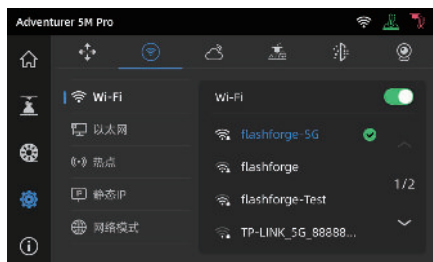 Adventurer 5M Pro
Wi-Fi
以太网
热点
静态IP
网络模式
Wi-Fi
flashforge-5G
flashforge
flashforge-Test
TP-LINK_5G_88888...
1/2